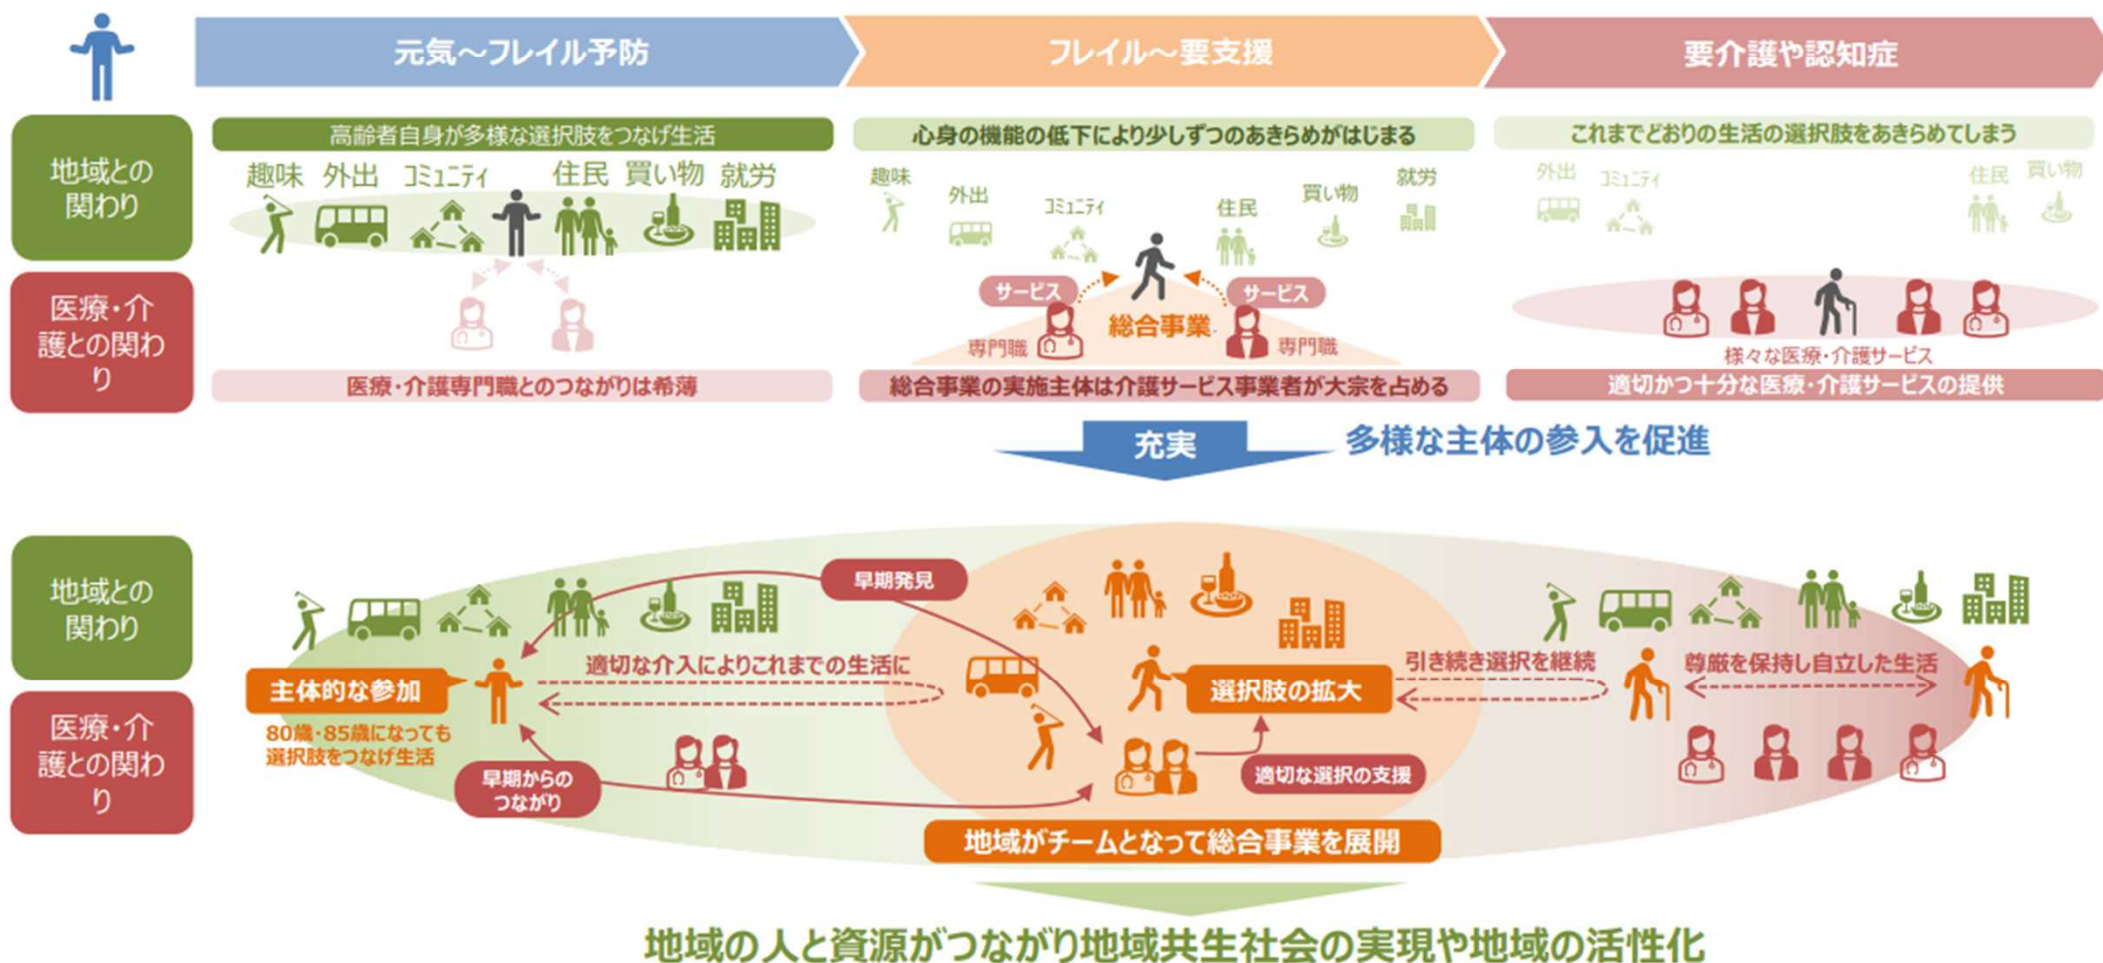 元気～フレイル予防
フレイル～要支援
要介護や認知症
地域との
関わり
高齢者自身が多様な選択肢をつなげ生活
趣味 外出 コミュニティ 住民 買い物 就労
心身の機能の低下により少しずつのあきらめがはじまる
趣味
外出
コミュニティ
住民
買い物
就労
これまでどおりの生活の選択肢をあきらめてしまう
外出
コミュニティ
住民
買い物
医療・介
護との関わ
り
医療・介護専門職とのつながりは希薄
サービス
サービス
総合事業
専門職
専門職
総合事業の実施主体は介護サービス事業者が大宗を占める
様々な医療・介護サービス
適切かつ十分な医療・介護サービスの提供
充実
多様な主体の参入を促進
地域との
関わり
医療・介
護との関わ
り
早期発見
主体的な参加
適切な介入によりこれまでの生活に
80歳・85歳になっても
選択肢をつなげ生活
早期からの
つながり
選択肢の拡大
適切な選択の支援
引き続き選択を継続
尊厳を保持し自立した生活
地域がチームとなって総合事業を展開
地域の人と資源がつながり地域共生社会の実現や地域の活性化